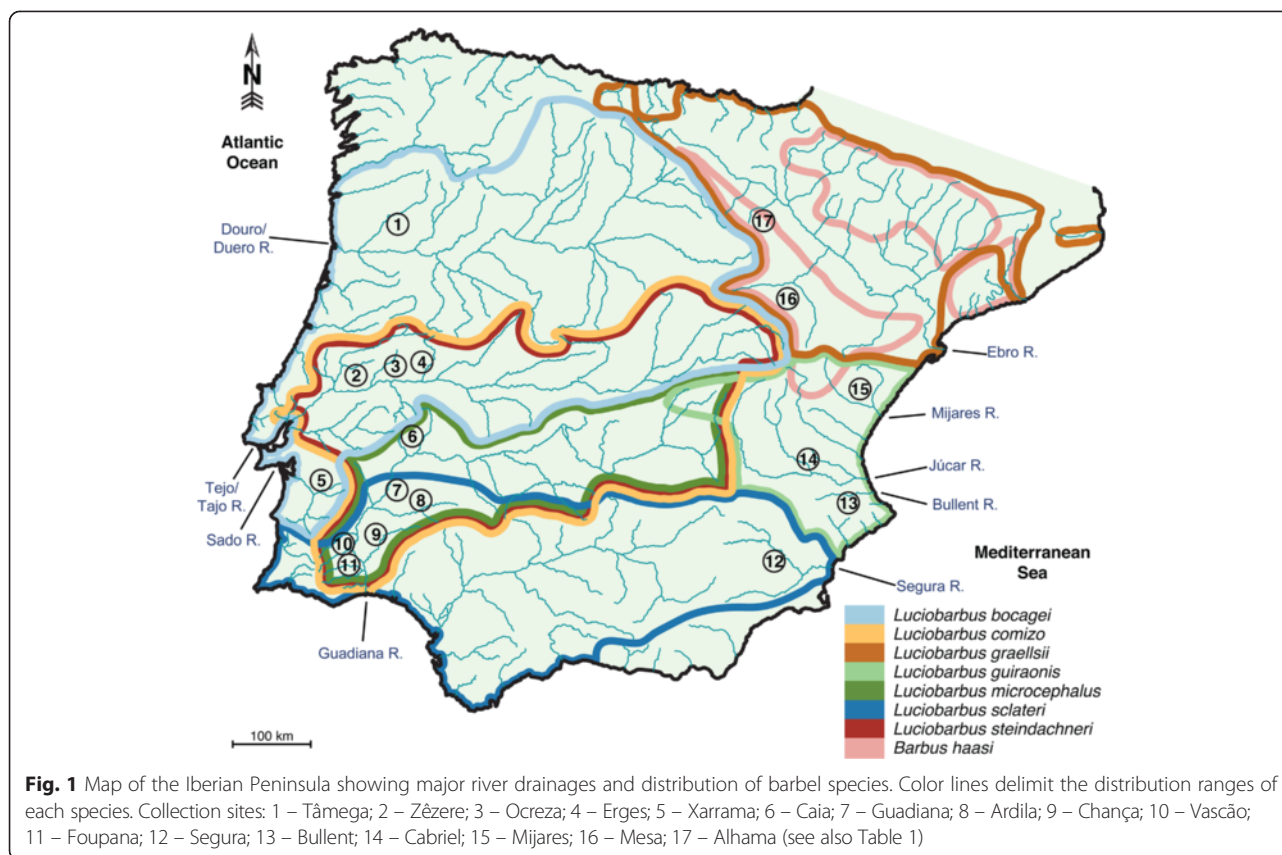 N
Atlantic
Ocean
Douro/
Duero R.
Tejo/
Tajo R.
Sado R.
Guadiana R.
Ebro R.
Mijares R.
Júcar R.
Bullent R.
Mediterranean
Sea
Segura R.
1
2
3
4
5
6
7
8
9
10
11
12
13
14
15
16
17
Luciobarbus bocagei
Luciobarbus comizo
Luciobarbus graellsii
Luciobarbus guiraonis
Luciobarbus microcephalus
Luciobarbus sclateri
Luciobarbus steindachneri
Barbus haasi
100 km
Fig. 1 Map of the Iberian Peninsula showing major river drainages and distribution of barbel species. Color lines delimit the distribution ranges of
each species. Collection sites: 1 – Tâmega; 2 – Zêzere; 3 – Ocreza; 4 – Erges; 5 – Xarrama; 6 – Caia; 7 – Guadiana; 8 – Ardila; 9 – Chança; 10 – Vascão;
11 – Foupana; 12 – Segura; 13 – Bullent; 14 – Cabriel; 15 – Mijares; 16 – Mesa; 17 – Alhama (see also Table 1)